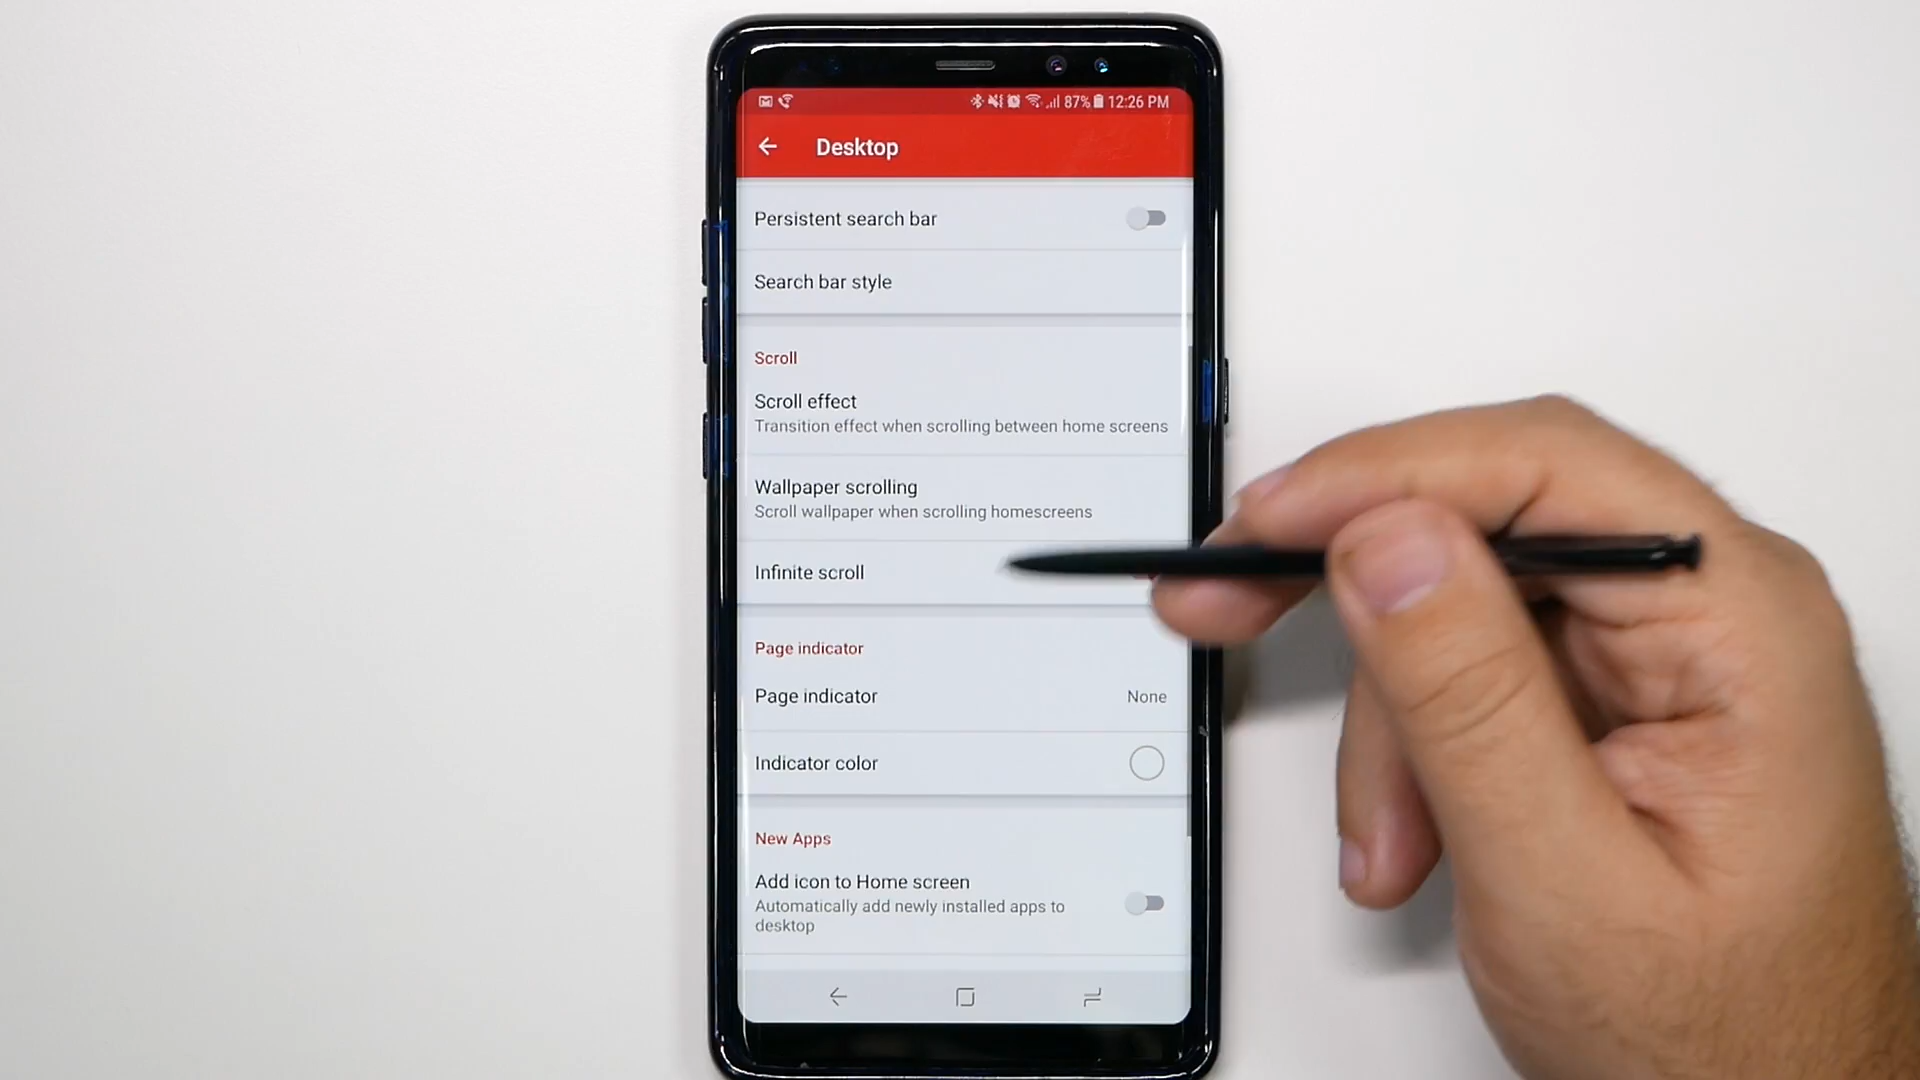 87% 12:26 PM
Desktop
Persistent search bar
Search bar style
Scroll
Scroll effect
Transition effect when scrolling between home screens
Wallpaper scrolling
Scroll wallpaper when scrolling homescreens
Infinite scroll
Page indicator
Page indicator None
Indicator color
New Apps
Add icon to Home screen
Automatically add newly installed apps to
desktop